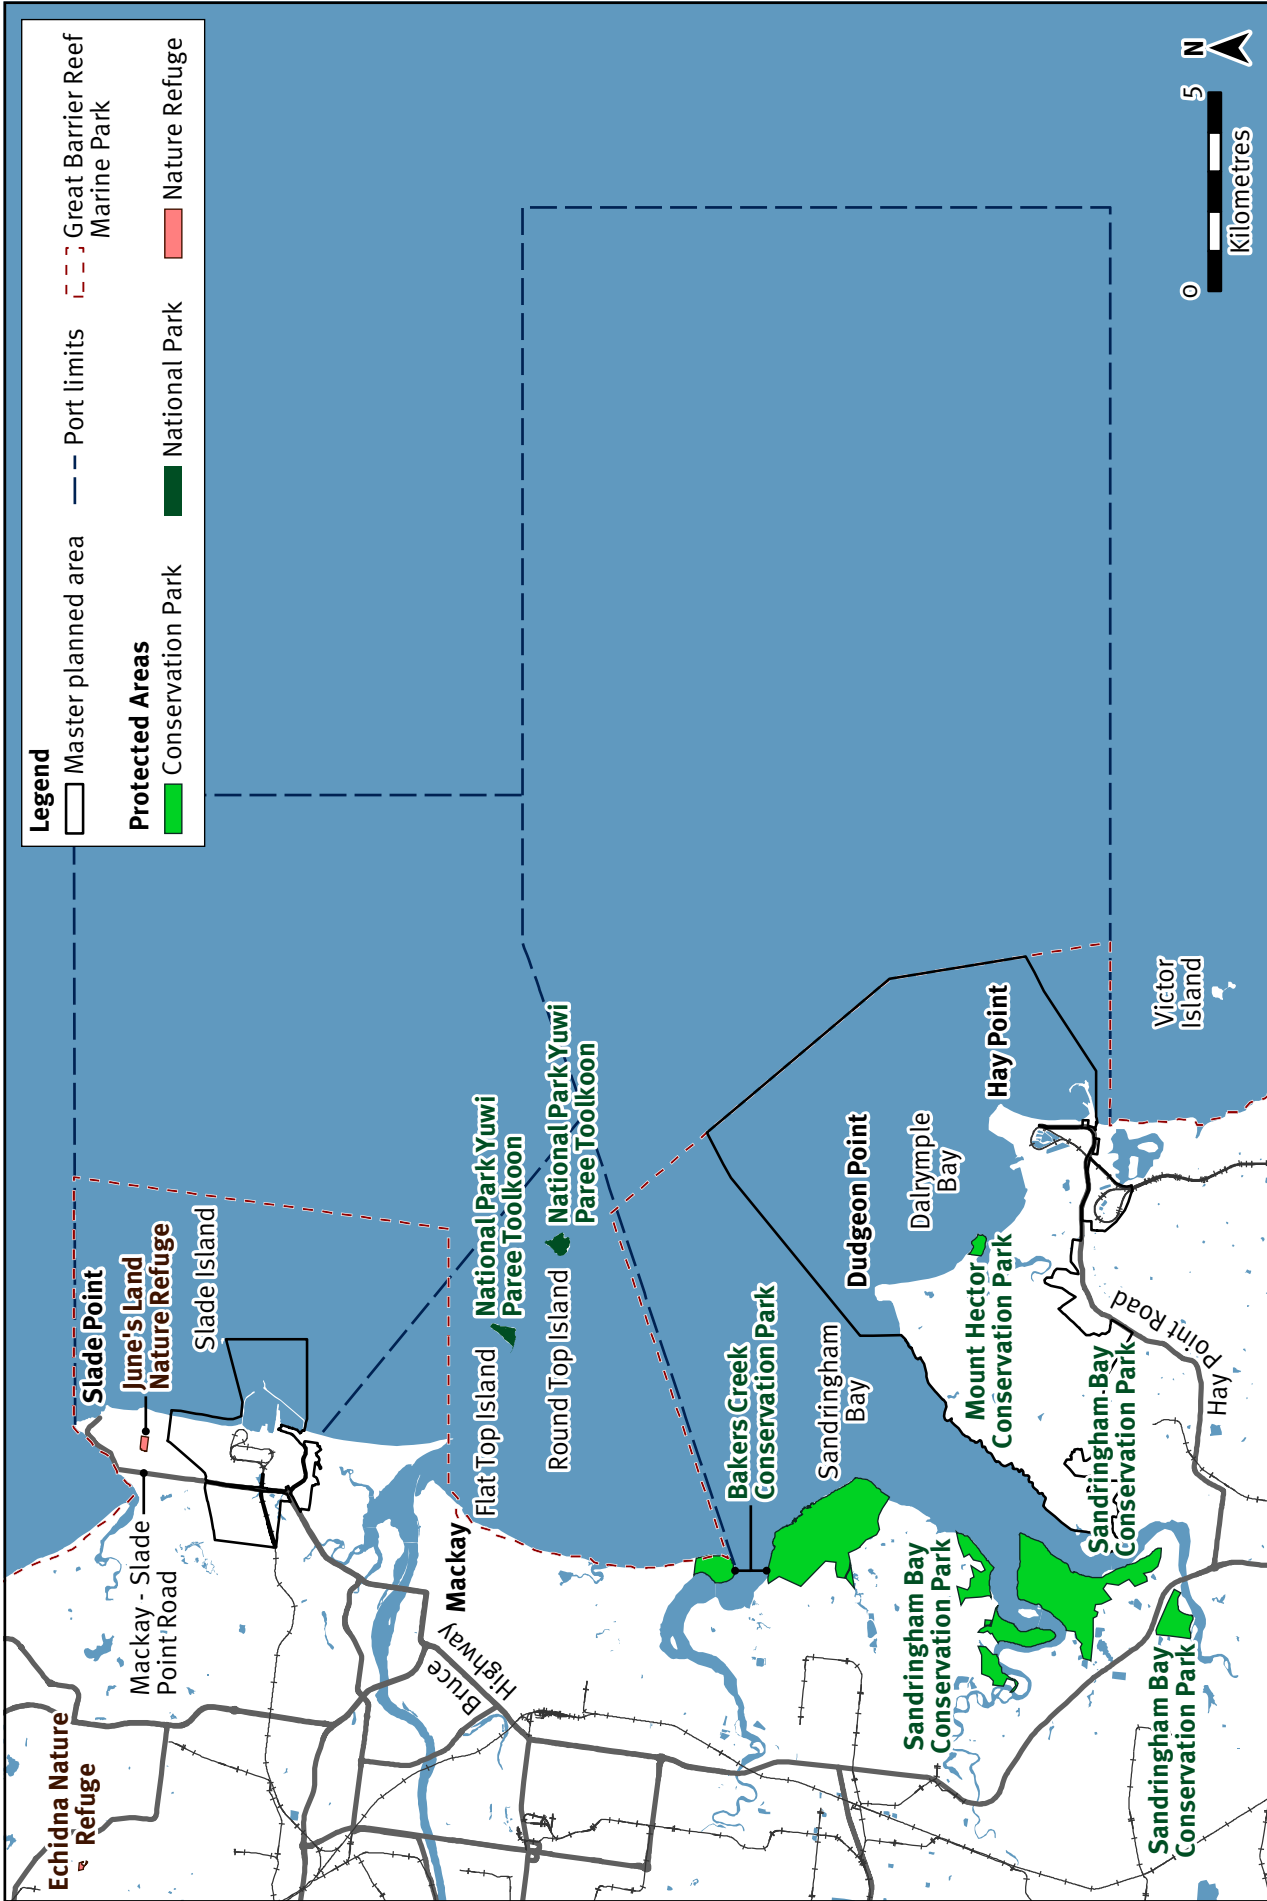 Legend
Master planned area
Port limits
Great Barrier Reef
Marine Park
Protected Areas
Conservation Park
National Park
Nature Refuge
Echidna Nature
Refuge
Mackay - Slade
Point Road
Slade Point
June's Land
Nature Refuge
Slade Island
Bruce
Highway
Mackay
Flat Top Island
National Park Yuwi
Paree Toolkoon
Round Top Island
National Park Yuwi
Paree Toolkoon
Bakers Creek
Conservation Park
Sandringham
Bay
Dudgeon Point
Dalrymple
Bay
Hay Point
Sandringham Bay
Conservation Park
Mount Hector
Conservation Park
Sandringham Bay
Conservation Park
Sandringham Bay
Conservation Park
Hay
Point Road
Victor
Island
N
0
5
Kilometres